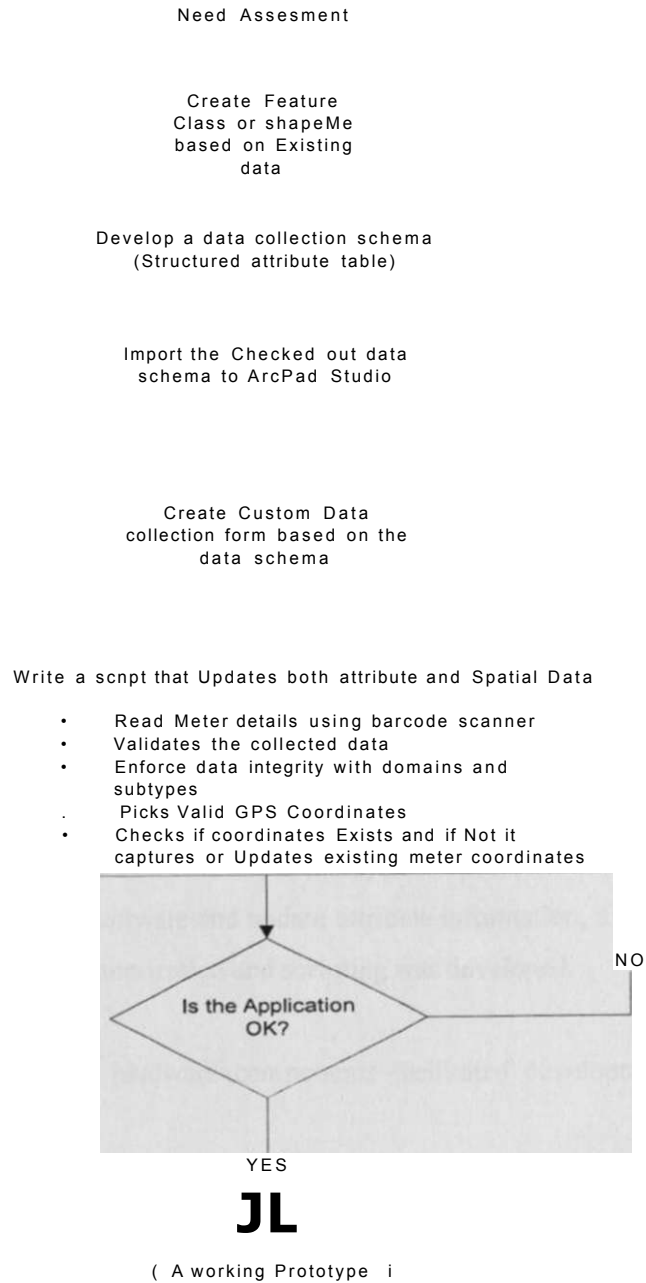 Need Assesment
Create Feature
Class or shapeMe
based on Existing
data
Develop a data collection schema
(Structured attribute table)
Import the Checked out data
schema to ArcPad Studio
Create Custom Data
collection form based on the
data schema
Write a scnpt that Updates both attribute and Spatial Data
• Read Meter details using barcode scanner
• Validates the collected data
• Enforce data integrity with domains and
subtypes
. Picks Valid GPS Coordinates
• Checks if coordinates Exists and if Not it
captures or Updates existing meter coordinates
NO
Is the Application
OK?
YES
JL
( A working Prototype i